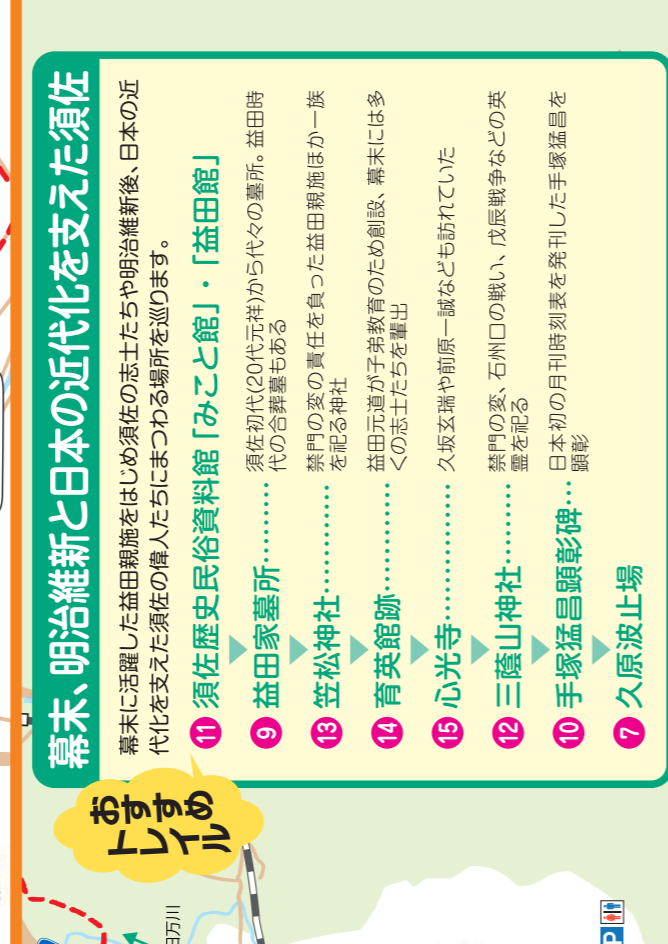 おすすめ
トレイル
幕末、明治維新と日本の近代化を支えた須佐
幕末に活躍した益田親施をはじめ須佐の志士たちや明治維新後、日本の近
代化を支えた須佐の偉人たちにまつわる場所を巡ります。
⑪ 須佐歴史民俗資料館「みこと館」・「益田館」
⑨ 益田家墓所………須佐初代(20代元祥)から代々の墓所。益田時
代の合葬墓もある
⑬ 笠松神社…………禁門の変の責任を負った益田親施ほか一族
を祀る神社
⑭ 育英館跡…………益田元道が子弟教育のため創設、幕末には多
くの志士たちを輩出
⑮ 心光寺……………久坂玄瑞や前原一誠なども訪れていた
⑫ 三蔭山神社………禁門の変、石州口の戦い、戊辰戦争などの英
霊を祀る
⑩ 手塚猛昌顕彰碑…日本初の月刊時刻表を発刊した手塚猛昌を
顕彰
⑦ 久原波止場
田万川
P